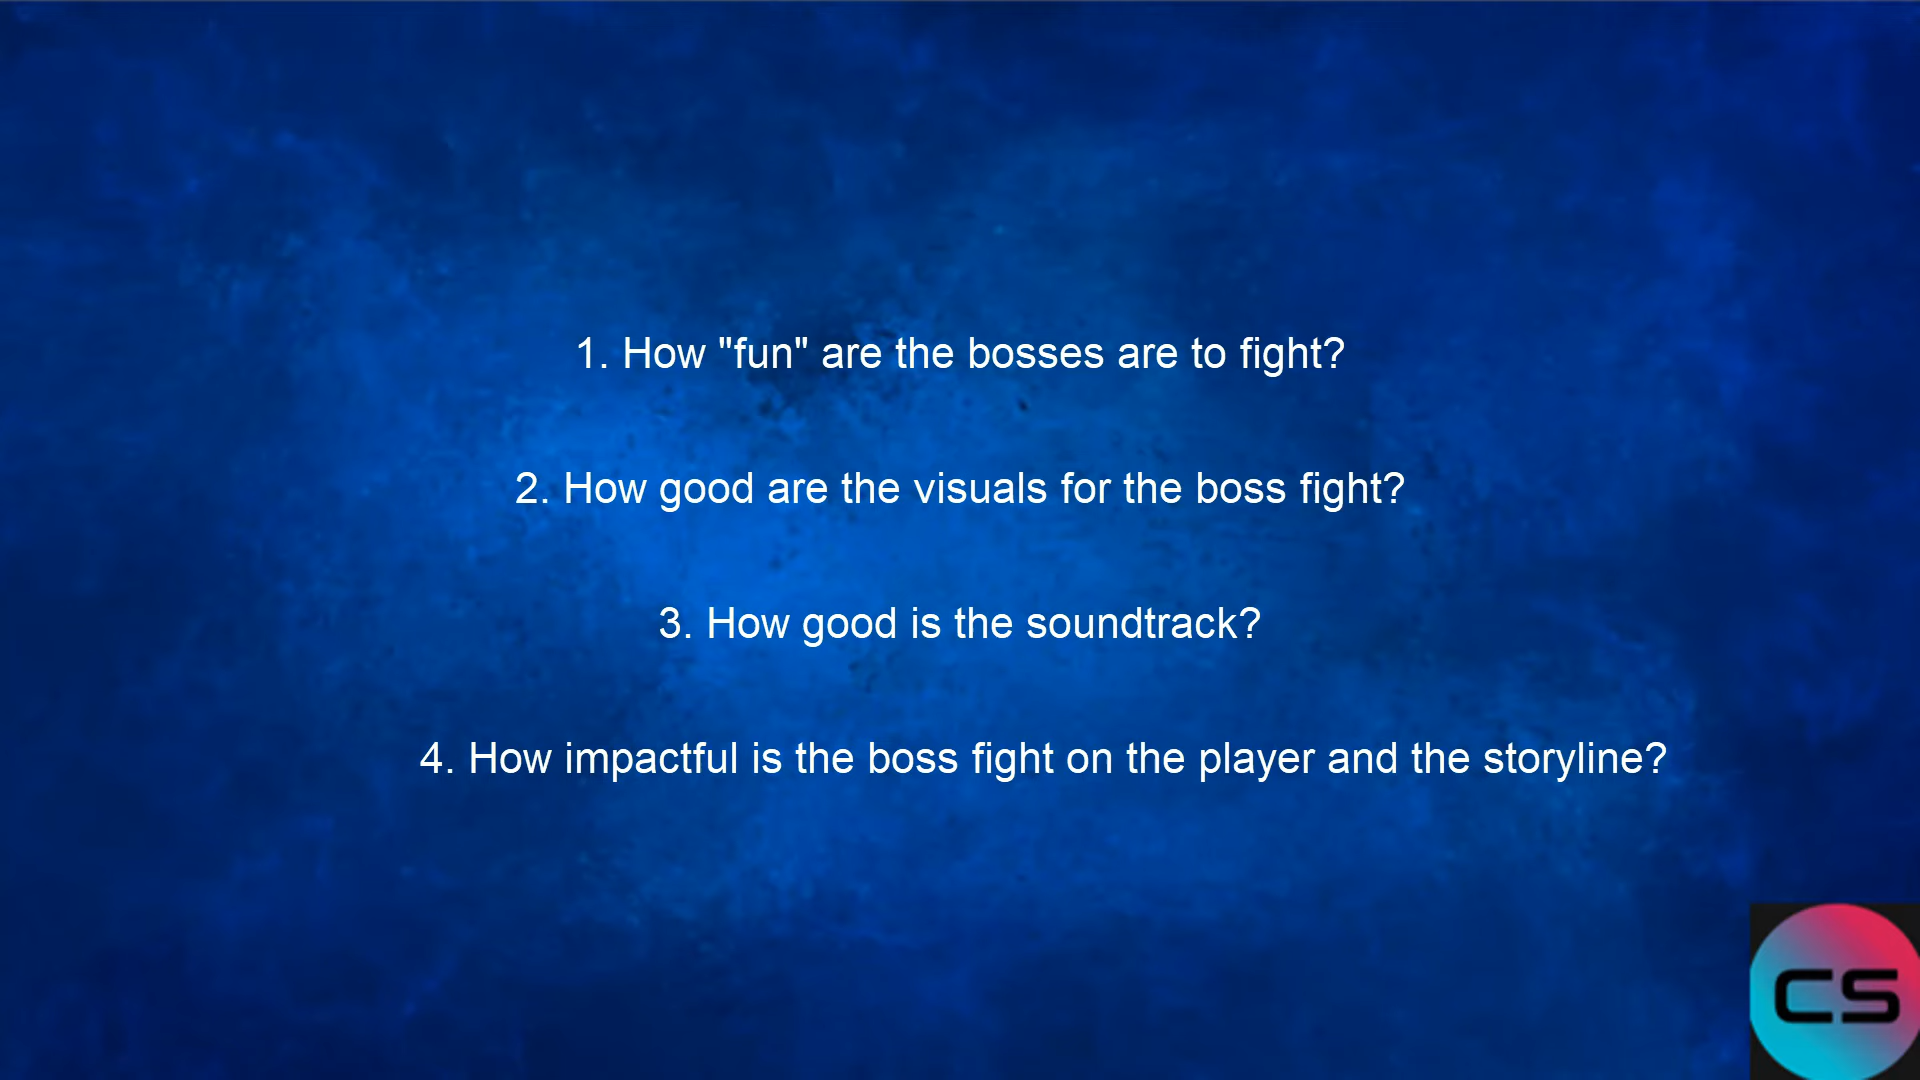 1. How "fun" are the bosses are to fight?
2. How good are the visuals for the boss fight?
3. How good is the soundtrack?
4. How impactful is the boss fight on the player and the storyline?
CS